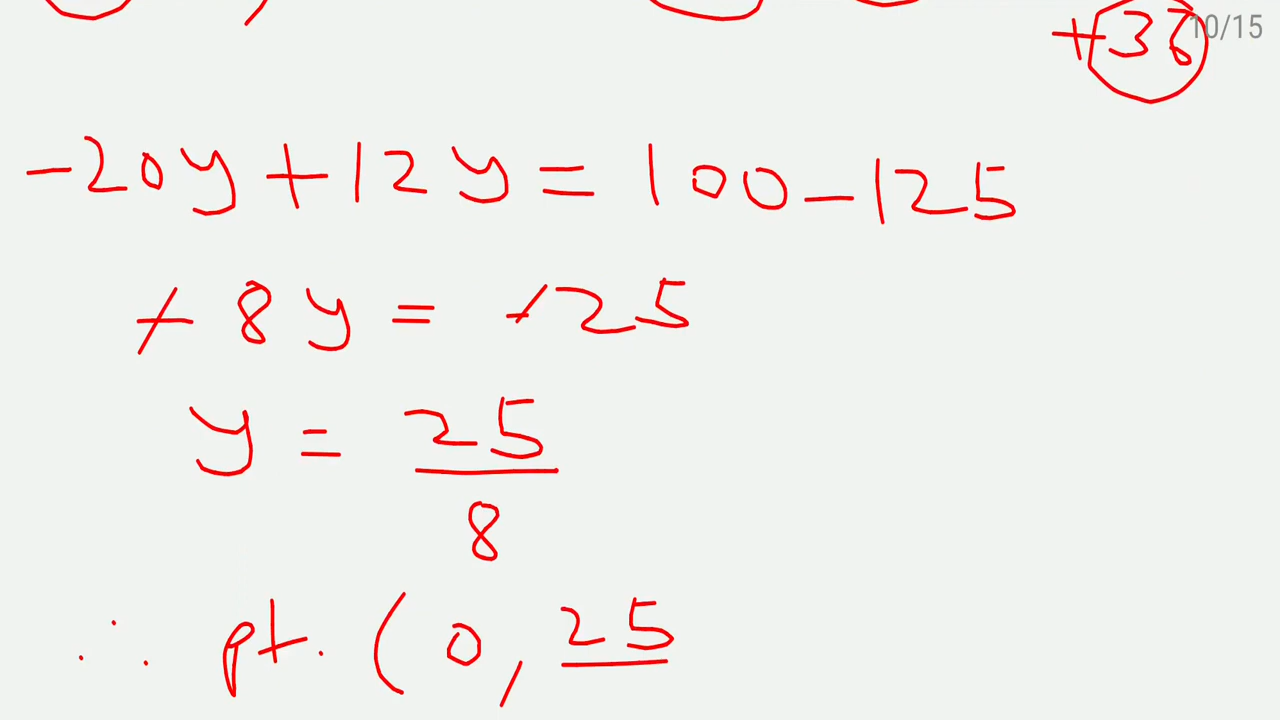 +36
10/15
-20y+12y=100-125
-8y=-25
y=25/8
∴ pt. (0, 25